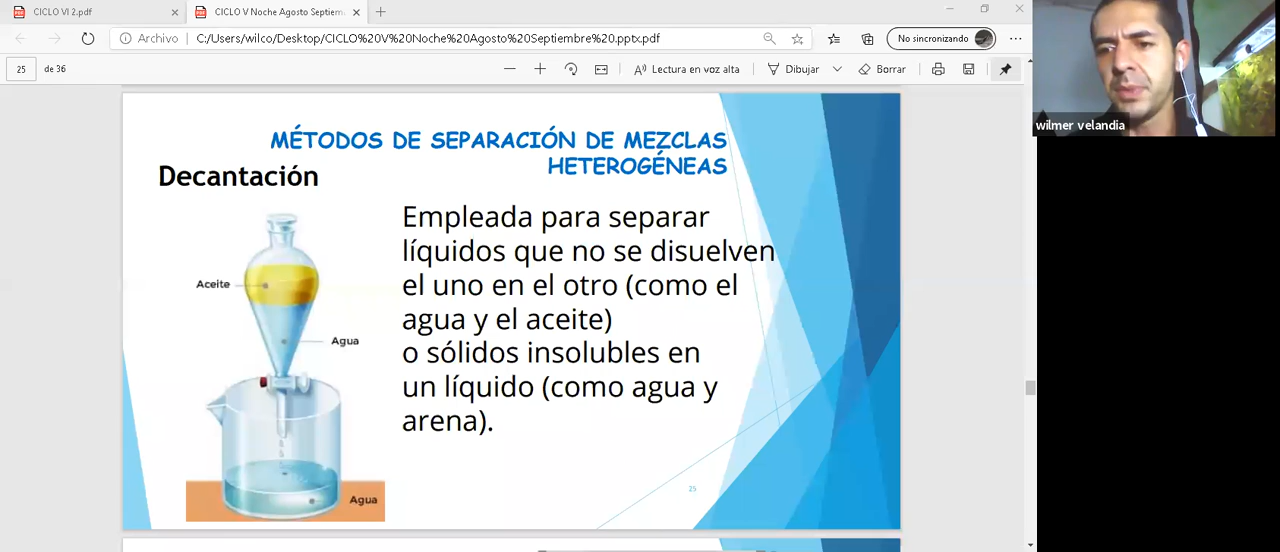 CICLO VI 2.pdf
CICLO V Noche Agosto Septiem
Archivo
C:/Users/wilco/Desktop/CICLO%20V%20Noche%20Agosto%20Septiembre%20.pptx.pdf
No sincronizando
25
de 36
Lectura en voz alta
Dibujar
Borrar
wilmer velandia
MÉTODOS DE SEPARACIÓN DE MEZCLAS
HETEROGÉNEAS
Decantación
Empleada para separar
líquidos que no se disuelven
el uno en el otro (como el
agua y el aceite)
o sólidos insolubles en
un líquido (como agua y
arena).
Aceite
Agua
Agua
25